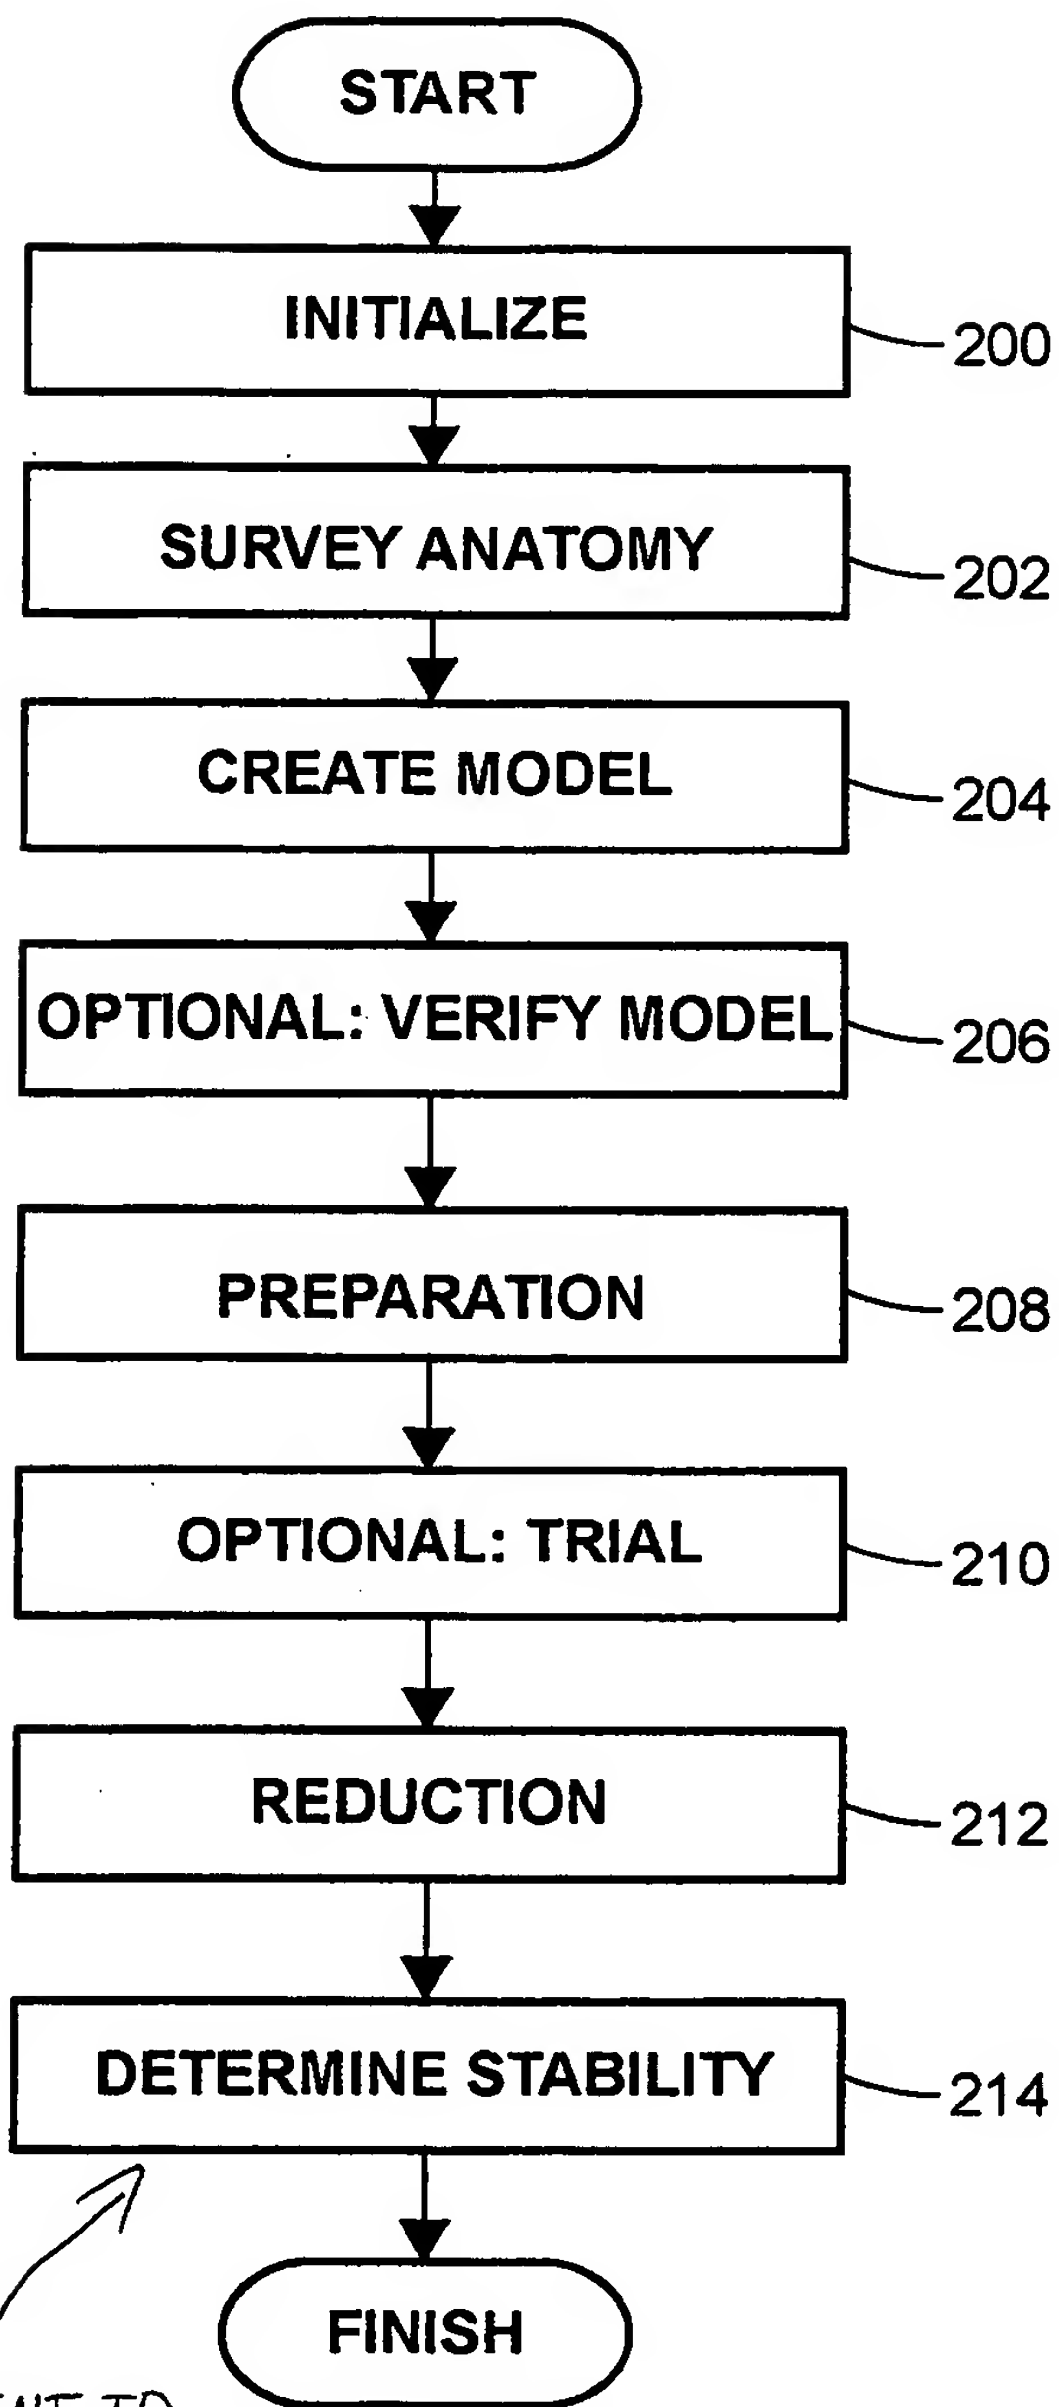 START
INITIALIZE
200
SURVEY ANATOMY
202
CREATE MODEL
204
OPTIONAL: VERIFY MODEL
206
PREPARATION
208
OPTIONAL: TRIAL
210
REDUCTION
212
DETERMINE STABILITY
214
FINISH
TO